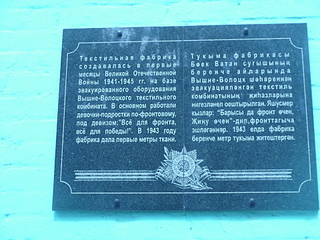 Текстильная фабрика
создавалась в первые
месяцы Великой Отечественной
Войны 1941-1945 гг. на базе
эвакуированного оборудования
Вышне-Волоцкого текстильного
комбината. В основном работали
девочки-подростки по-фронтовому,
под девизом:"Всё для фронта,
всё для победы!". В 1943 году
фабрика дала первые метры ткани.
Тукыма фабрикасы
Бөек Ватан сугышының
беренче айларында
Вышне-Волоцк шәһәреннән
эвакуацияләнгән текстиль
комбинатының җиһазларына
нигезләнеп оештырылган. Яшүсмер
кызлар: "Барысы да фронт өчен,
Җиңү өчен"-дип,фронттагыча
эшләгәннәр. 1943 елда фабрика
беренче метр тукыма җитештергән.